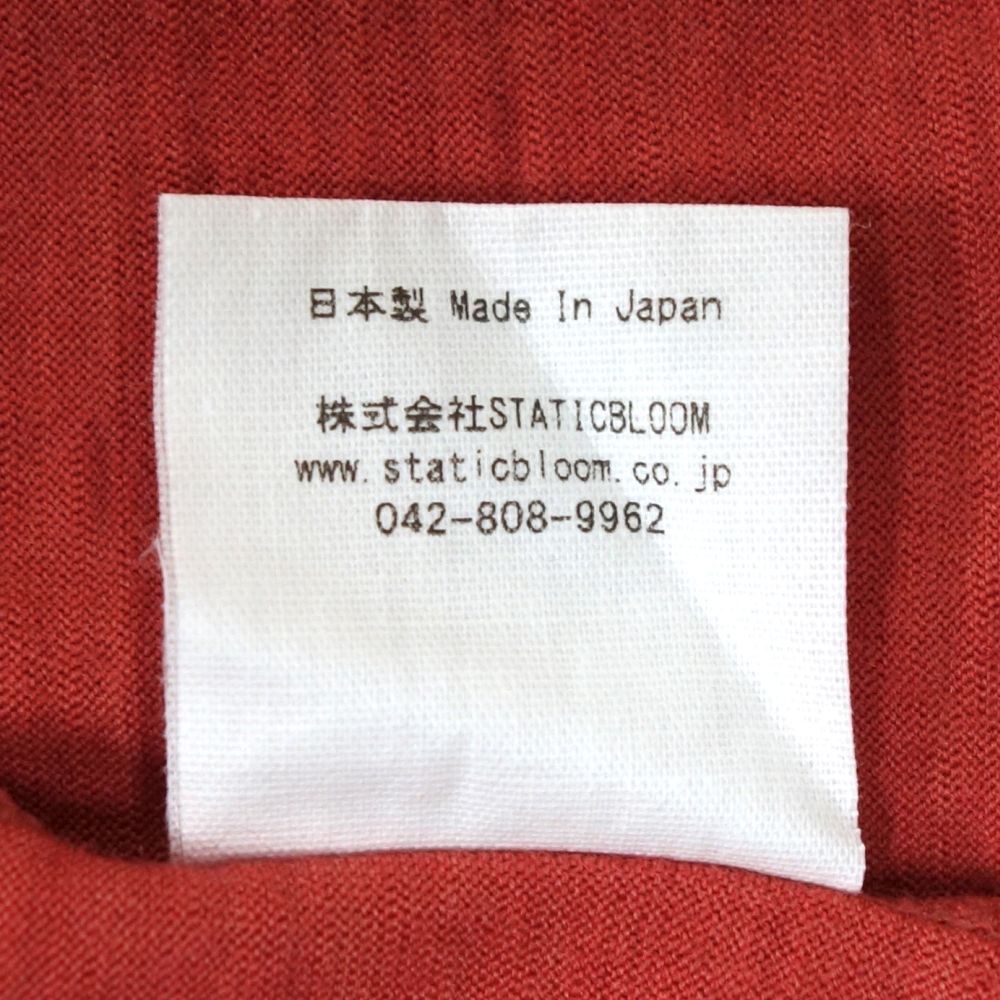 日本製 Made In Japan
株式会社STATICBLOOM
www.staticbloom.co.jp
042-808-9962